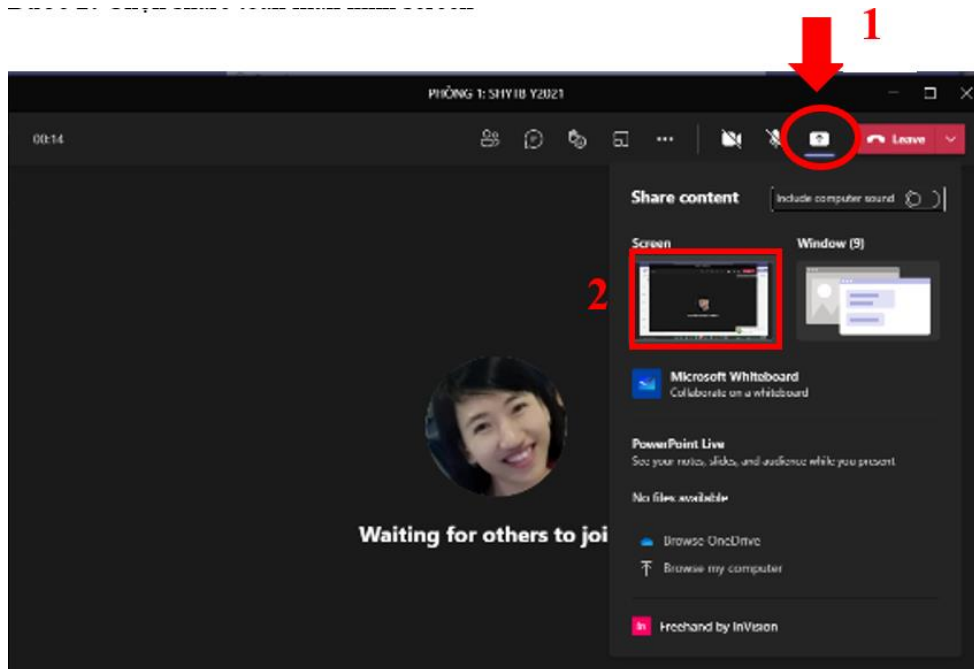 1
PHÒNG 1: SHYTB Y2021
00:14
Leave
Share content
Include computer sound
Screen
Window (9)
2
Microsoft Whiteboard
Collaborate on a whiteboard
PowerPoint Live
See your notes, slides, and audience while you present
No files available
Waiting for others to joi
Browse OneDrive
Browse my computer
In
Freehand by InVision